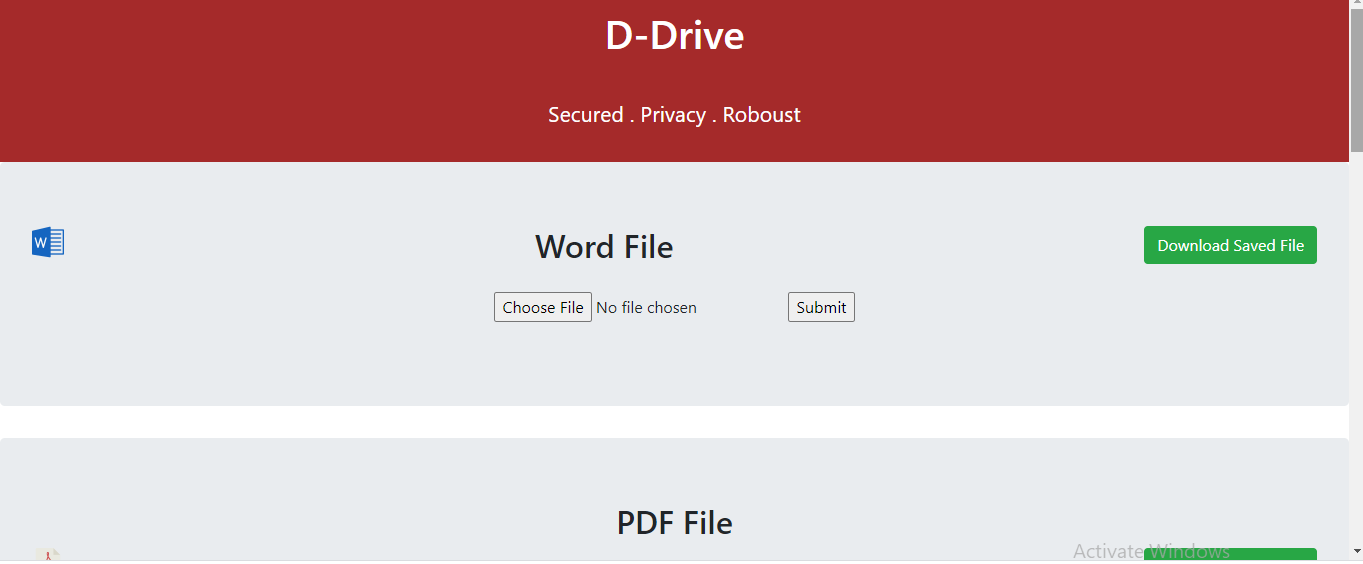 D-Drive
Secured . Privacy . Roboust
W
Word File
Download Saved File
Choose File No file chosen
Submit
PDF File
Activate Windows